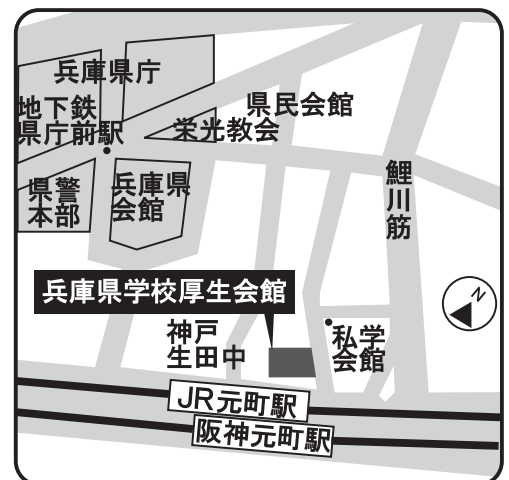 兵庫県庁
地下鉄
県庁前駅
県民会館
栄光教会
県警
本部
兵庫県
会館
鯉川筋
兵庫県学校厚生会館
N
神戸
生田中
私学
会館
JR元町駅
阪神元町駅